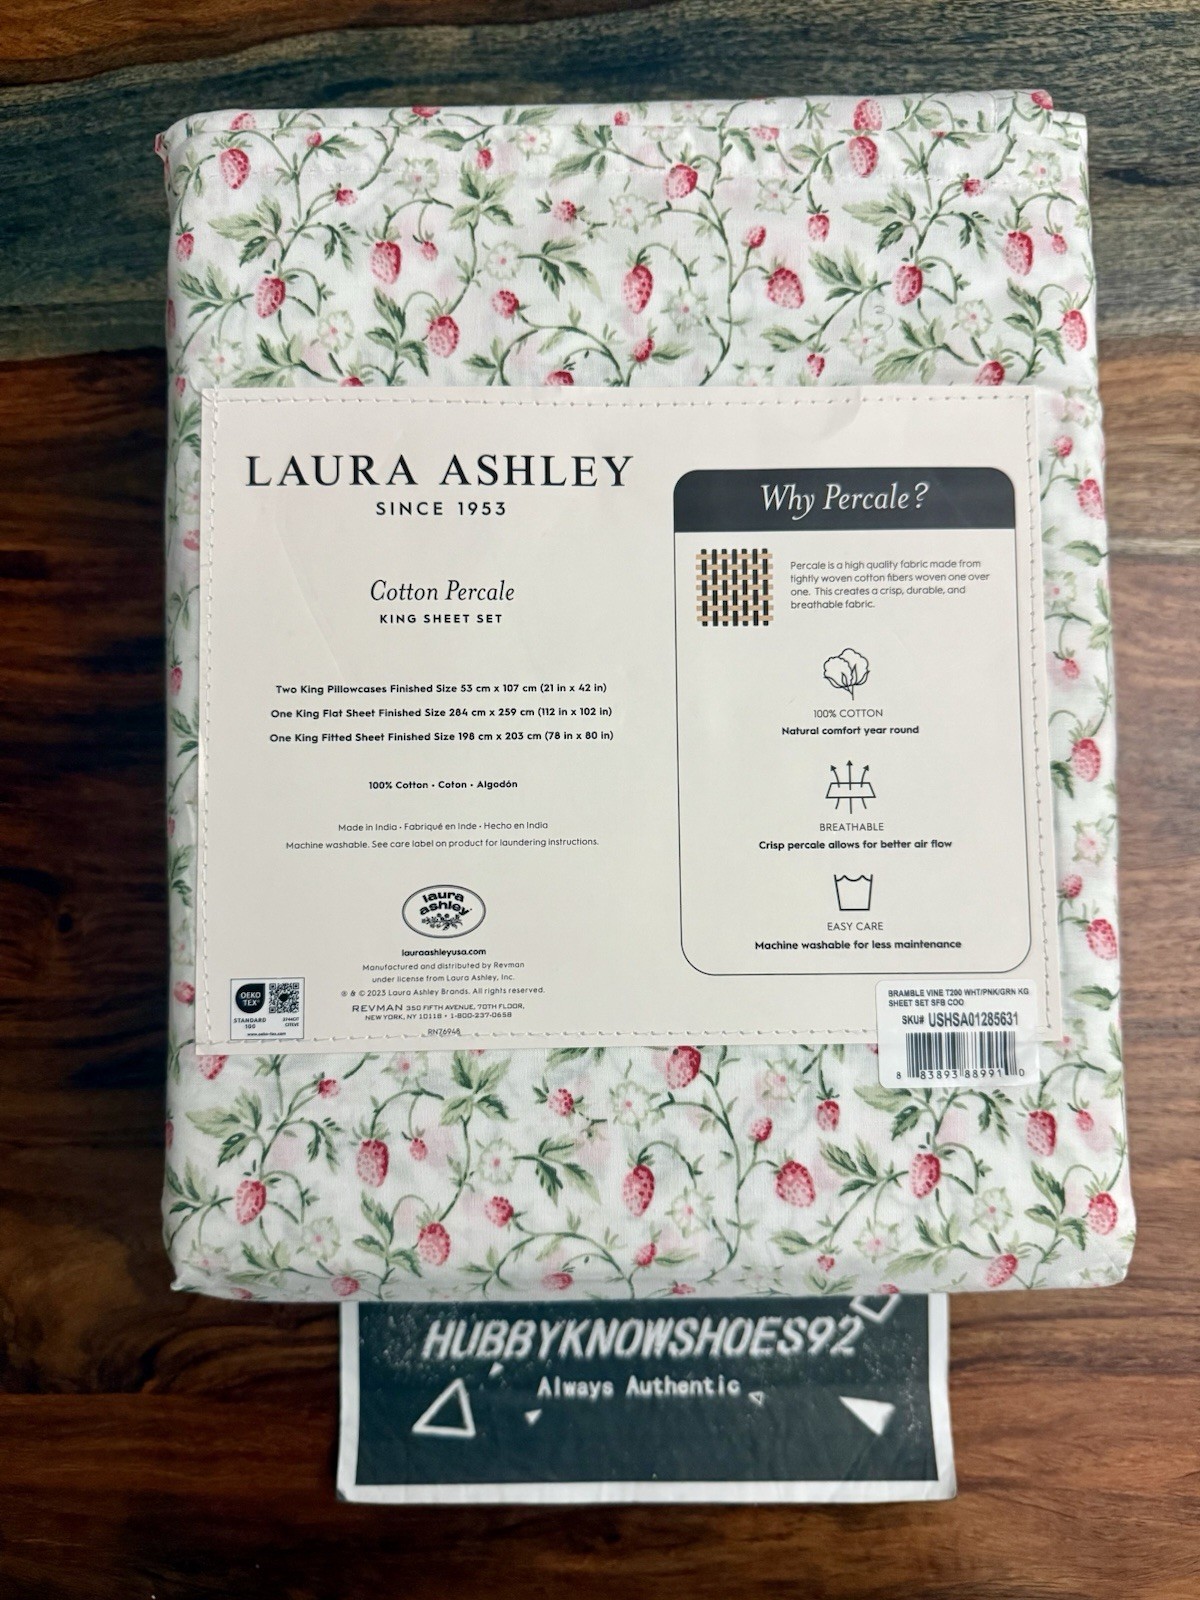 LAURA ASHLEY
SINCE 1953
Cotton Percale
KING SHEET SET
Two King Pillowcases Finished Size 53 cm x 107 cm (21 in x 42 in)
One King Flat Sheet Finished Size 284 cm x 259 cm (112 in x 102 in)
One King Fitted Sheet Finished Size 198 cm x 203 cm (78 in x 80 in)
100% Cotton • Coton • Algodón
Made in India • Fabriqué en Inde • Hecho en India
Machine washable. See care label on product for laundering instructions.
laura
ashley
lauraashleyusa.com
Manufactured and distributed by Revman
under license from Laura Ashley, Inc.
® & © 2023 Laura Ashley Brands. All rights reserved.
REVMAN 350 FIFTH AVENUE, 70TH FLOOR,
NEW YORK, NY 10118 • 1-800-237-0658
RN76948
OEKO
TEX®
STANDARD
100
www.oeko-tex.com
Why Percale?
Percale is a high quality fabric made from
tightly woven cotton fibers woven one over
one. This creates a crisp, durable, and
breathable fabric.
100% COTTON
Natural comfort year round
BREATHABLE
Crisp percale allows for better air flow
EASY CARE
Machine washable for less maintenance
BRAMBLE VINE T200 WHT/PNK/GRN KG
SHEET SET SFB COO
SKU# USHSA01285631
8 83893 88991 0
HUBBYKNOWSHOES92
Always Authentic